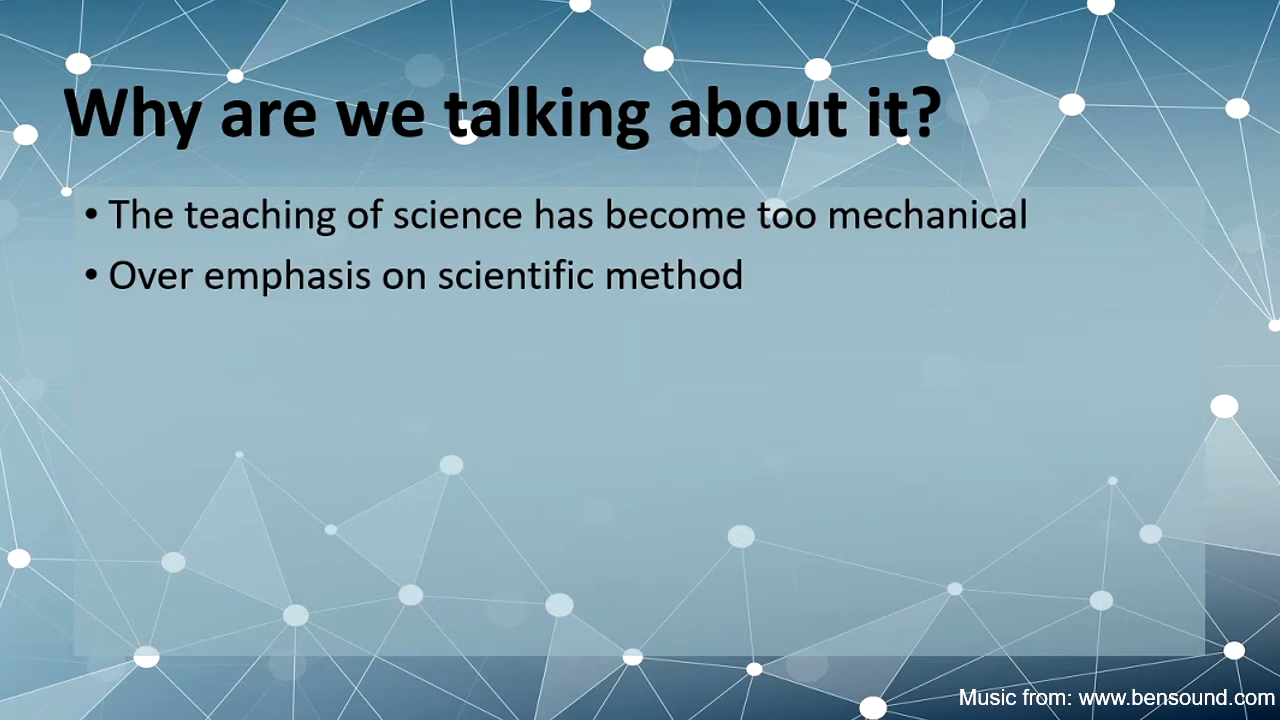 Why are we talking about it?
• The teaching of science has become too mechanical
• Over emphasis on scientific method
Music from: www.bensound.com